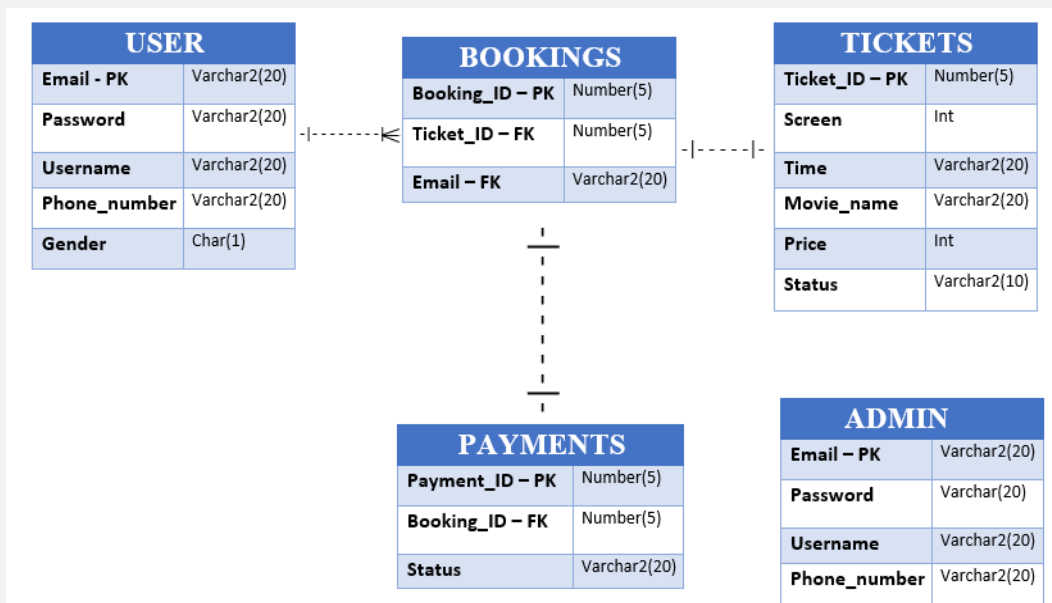 USER
Email - PK Varchar2(20)
Password Varchar2(20)
Username Varchar2(20)
Phone_number Varchar2(20)
Gender Char(1)
BOOKINGS
Booking_ID – PK Number(5)
Ticket_ID – FK Number(5)
Email – FK Varchar2(20)
TICKETS
Ticket_ID – PK Number(5)
Screen Int
Time Varchar2(20)
Movie_name Varchar2(20)
Price Int
Status Varchar2(10)
PAYMENTS
Payment_ID – PK Number(5)
Booking_ID – FK Number(5)
Status Varchar2(20)
ADMIN
Email – PK Varchar2(20)
Password Varchar(20)
Username Varchar2(20)
Phone_number Varchar2(20)